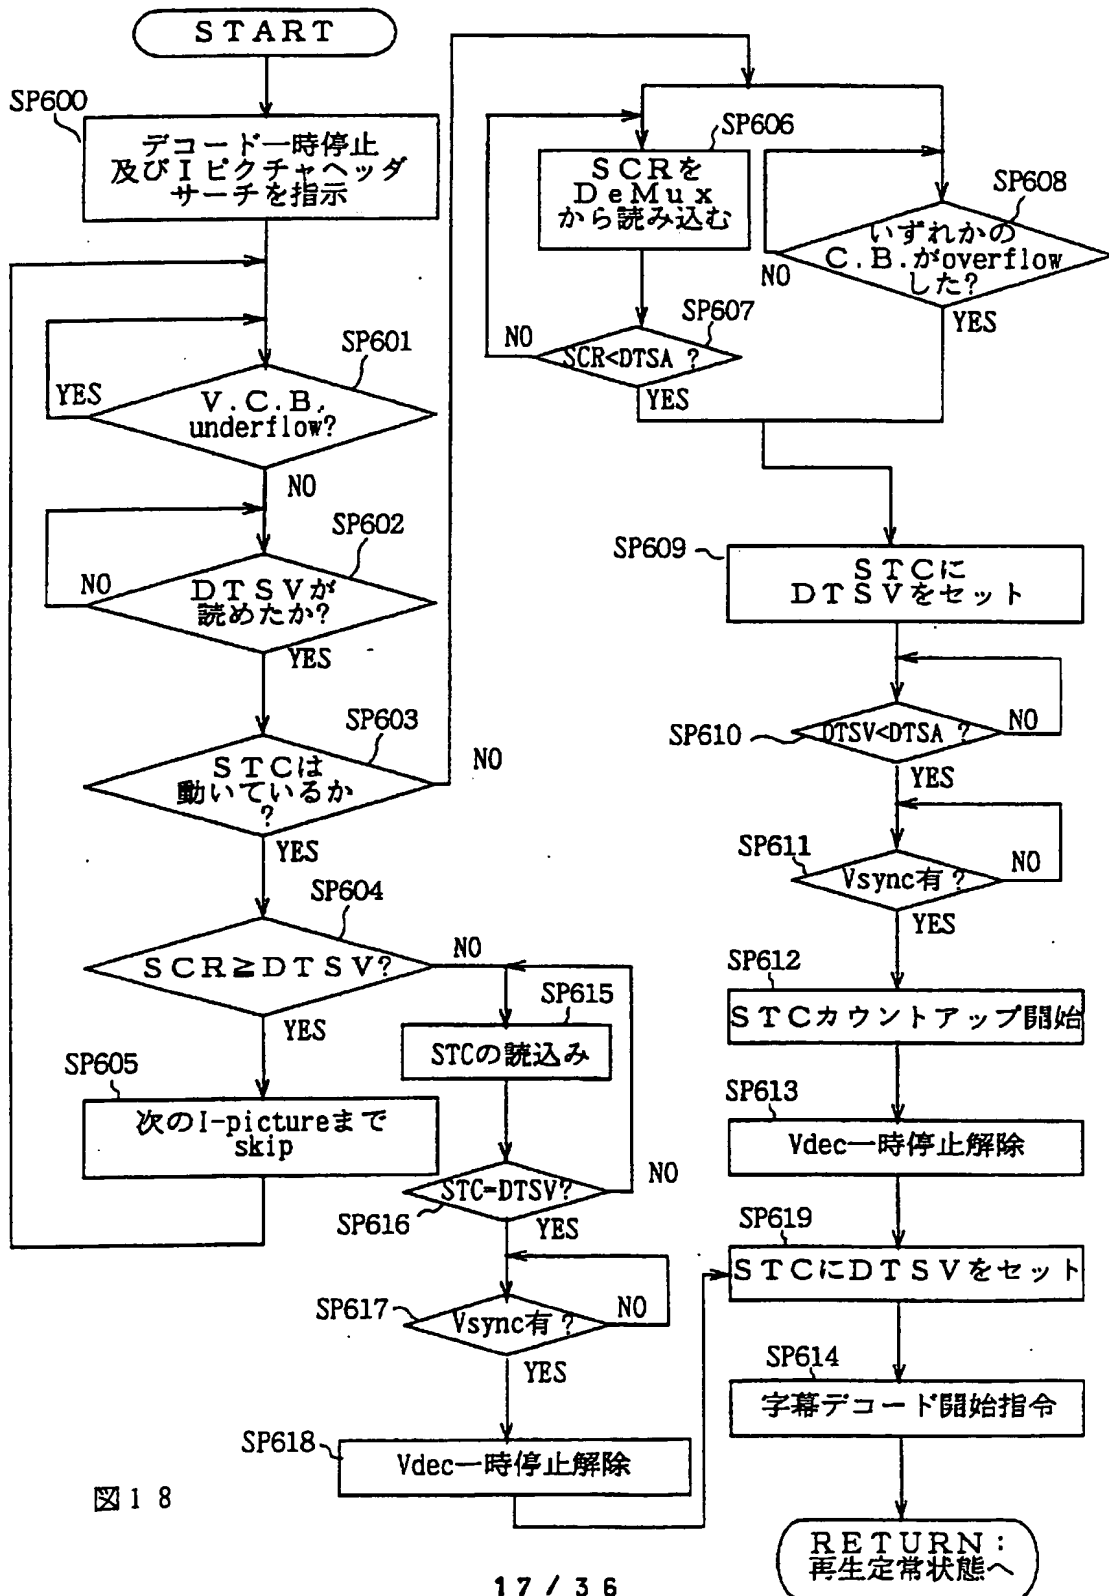 START
SP600
デコード一時停止
及びIピクチャヘッダ
サーチを指示
SP601
YES
V.C.B.
underflow?
NO
SP602
NO
DTSVが
読めたか?
YES
SP603
NO
STCは
動いているか
?
YES
SP604
NO
SCR≧DTSV?
YES
SP605
次のI-pictureまで
skip
SP615
STCの読込み
NO
STC=DTSV?
SP616
YES
SP617
Vsync有?
NO
YES
SP618
Vdec一時停止解除
SP606
SCRを
DeMux
から読み込む
SP607
NO
SCR<DTSA ?
YES
SP608
いずれかの
C.B.がoverflow
した?
NO
YES
SP609
STCに
DTSVをセット
SP610
DTSV<DTSA ?
NO
YES
SP611
Vsync有?
NO
YES
SP612
STCカウントアップ開始
SP613
Vdec一時停止解除
SP619
STCにDTSVをセット
SP614
字幕デコード開始指令
RETURN:
再生定常状態へ
図18
17/36